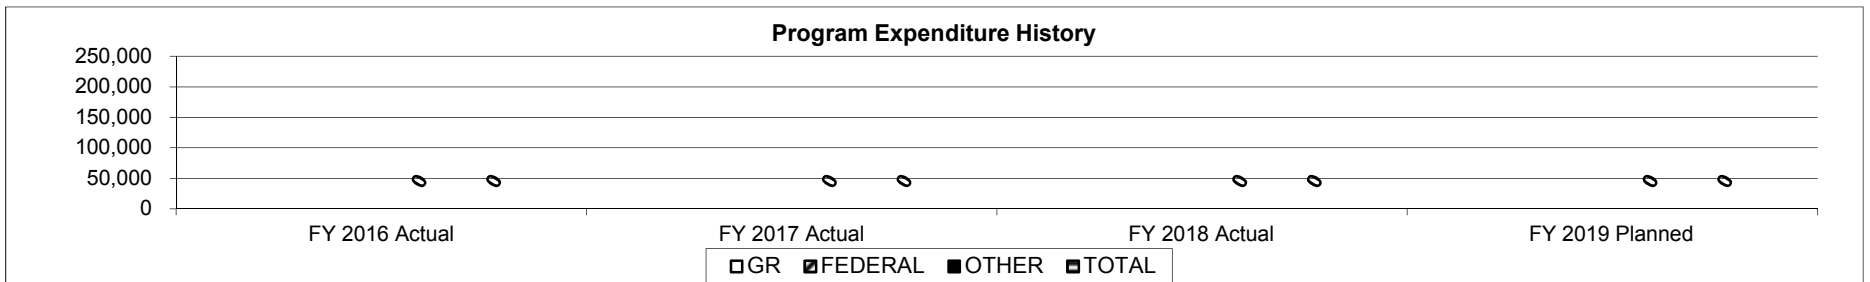 Program Expenditure History
250,000
200,000
150,000
100,000
50,000
0
0 0 0 0 0 0 0 0
FY 2016 Actual FY 2017 Actual FY 2018 Actual FY 2019 Planned
GR FEDERAL OTHER TOTAL